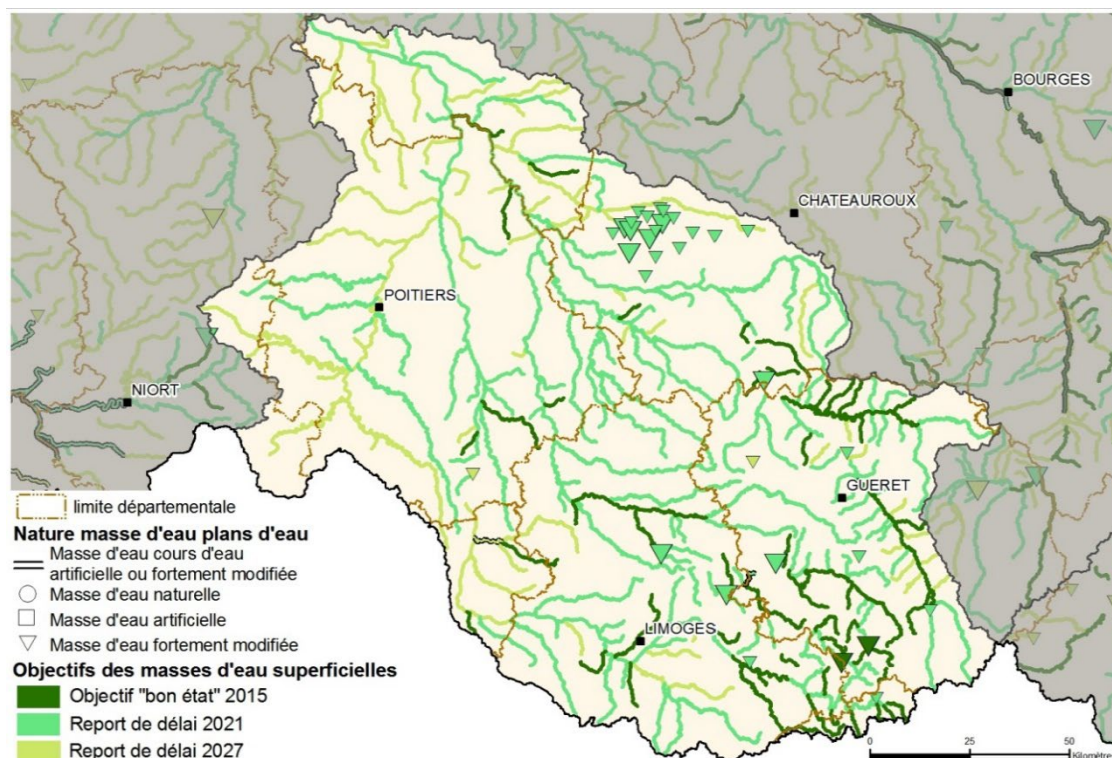 BOURGES
CHATEAUROUX
POITIERS
NIORT
GUERET
LIMOGES
limite départementale
Nature masse d'eau plans d'eau
Masse d'eau cours d'eau
artificielle ou fortement modifiée
Masse d'eau naturelle
Masse d'eau artificielle
Masse d'eau fortement modifiée
Objectifs des masses d'eau superficielles
Objectif "bon état" 2015
Report de délai 2021
Report de délai 2027
0 25 50